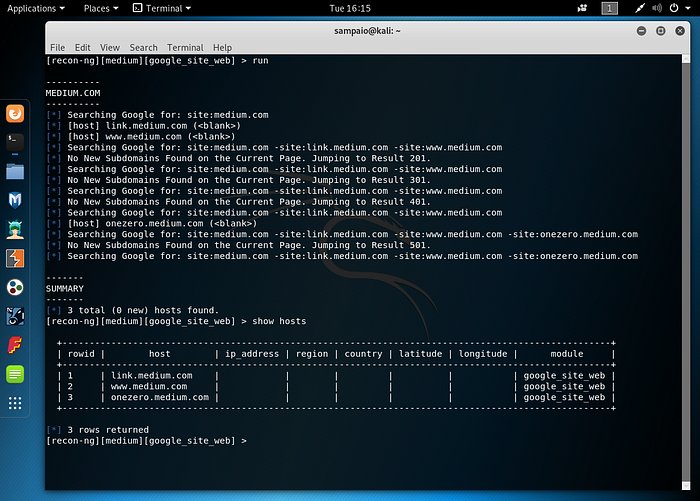 Applications Places Terminal Tue 16:15 1
sampaio@kali: ~
File Edit View Search Terminal Help
[recon-ng][medium][google_site_web] > run
----------
MEDIUM.COM
----------
[*] Searching Google for: site:medium.com
[*] [host] link.medium.com (<blank>)
[*] [host] www.medium.com (<blank>)
[*] Searching Google for: site:medium.com -site:link.medium.com -site:www.medium.com
[*] No New Subdomains Found on the Current Page. Jumping to Result 201.
[*] Searching Google for: site:medium.com -site:link.medium.com -site:www.medium.com
[*] No New Subdomains Found on the Current Page. Jumping to Result 301.
[*] Searching Google for: site:medium.com -site:link.medium.com -site:www.medium.com
[*] No New Subdomains Found on the Current Page. Jumping to Result 401.
[*] Searching Google for: site:medium.com -site:link.medium.com -site:www.medium.com
[*] [host] onezero.medium.com (<blank>)
[*] Searching Google for: site:medium.com -site:link.medium.com -site:www.medium.com -site:onezero.medium.com
[*] No New Subdomains Found on the Current Page. Jumping to Result 501.
[*] Searching Google for: site:medium.com -site:link.medium.com -site:www.medium.com -site:onezero.medium.com
-------
SUMMARY
-------
[*] 3 total (0 new) hosts found.
[recon-ng][medium][google_site_web] > show hosts
+---------------------------------------------------------------------------------------------------------+
| rowid | host | ip_address | region | country | latitude | longitude | module |
+---------------------------------------------------------------------------------------------------------+
| 1 | link.medium.com | | | | | | google_site_web |
| 2 | www.medium.com | | | | | | google_site_web |
| 3 | onezero.medium.com | | | | | | google_site_web |
+---------------------------------------------------------------------------------------------------------+
[*] 3 rows returned
[recon-ng][medium][google_site_web] >